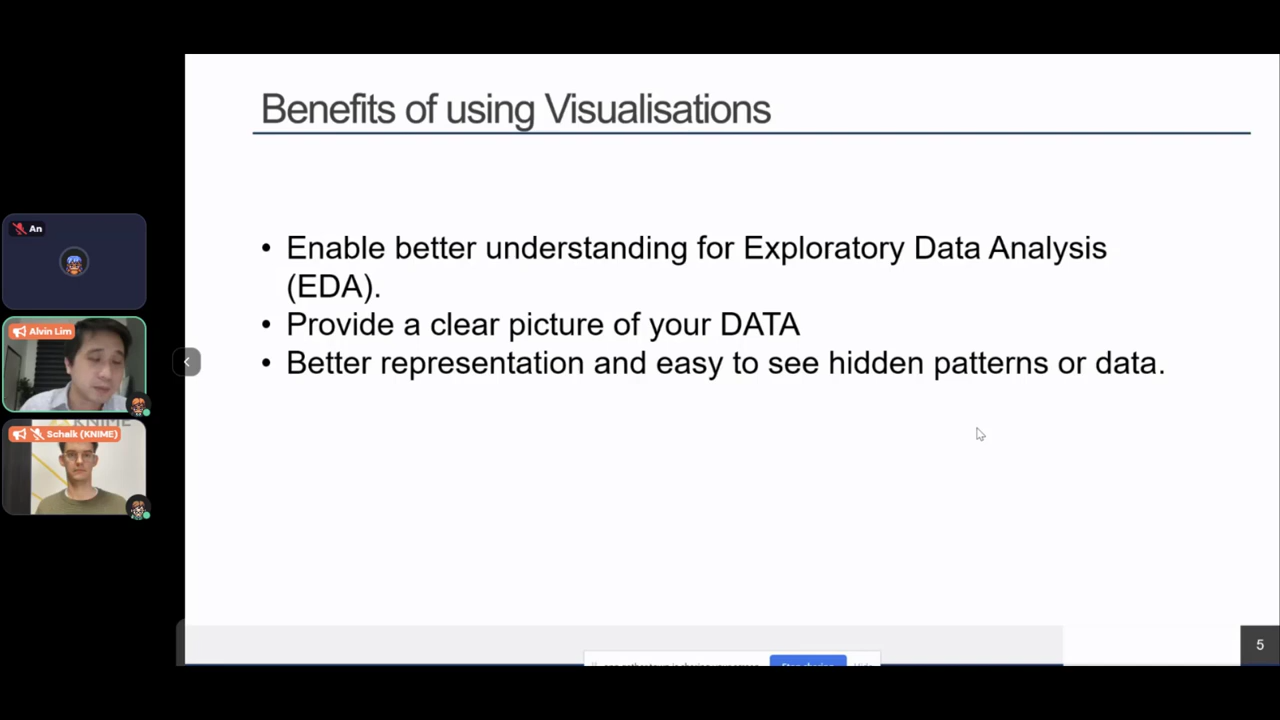 Benefits of using Visualisations
• Enable better understanding for Exploratory Data Analysis
(EDA).
• Provide a clear picture of your DATA
• Better representation and easy to see hidden patterns or data.
An
Alvin Lim
KNIME
Schalk (KNIME)
5